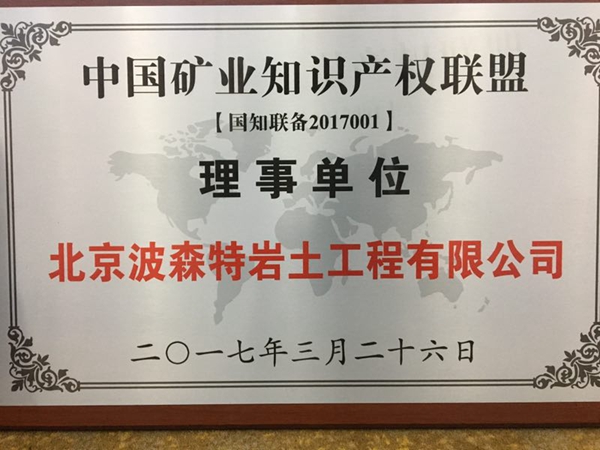 中国矿业知识产权联盟
【国知联备2017001】
理事单位
北京波森特岩土工程有限公司
二〇一七年三月二十六日